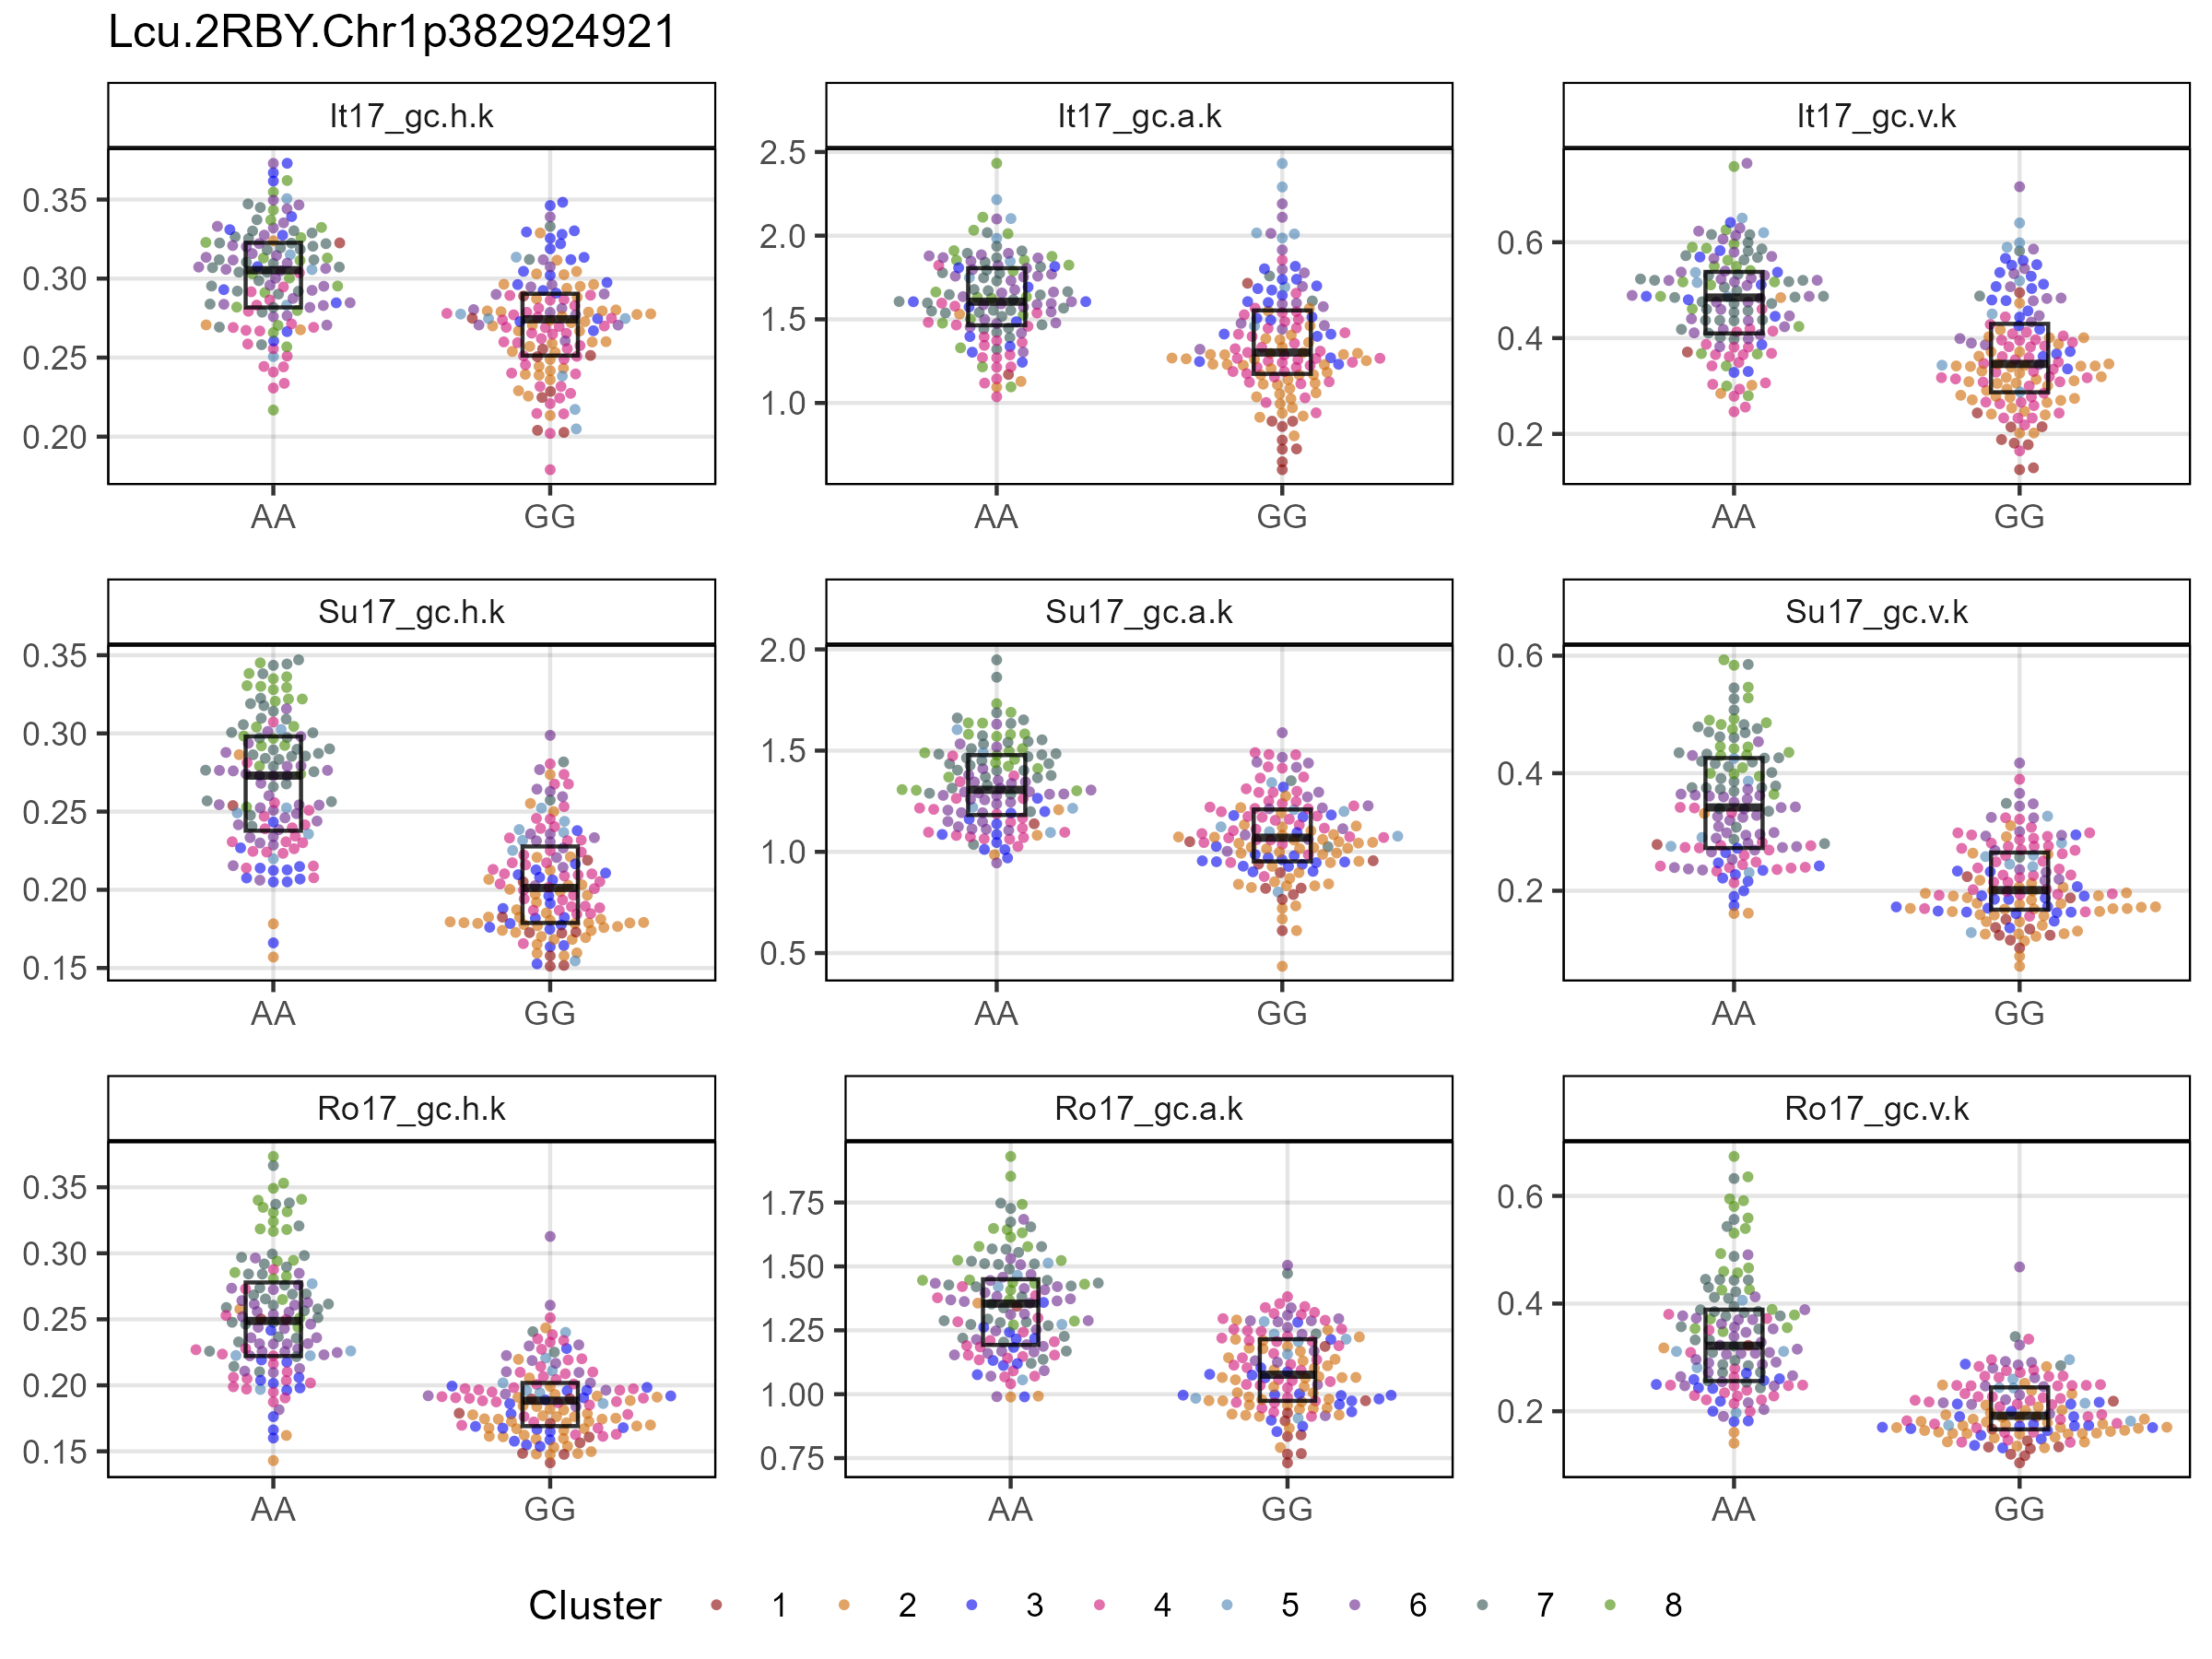 Lcu.2RBY.Chr1p382924921
It17_gc.h.k
It17_gc.a.k
It17_gc.v.k
0.35
0.30
0.25
0.20
2.5
2.0
1.5
1.0
0.6
0.4
0.2
AA GG
AA GG
AA GG
Su17_gc.h.k
Su17_gc.a.k
Su17_gc.v.k
0.35
0.30
0.25
0.20
0.15
2.0
1.5
1.0
0.5
0.6
0.4
0.2
AA GG
AA GG
AA GG
Ro17_gc.h.k
Ro17_gc.a.k
Ro17_gc.v.k
0.35
0.30
0.25
0.20
0.15
1.75
1.50
1.25
1.00
0.75
0.6
0.4
0.2
AA GG
AA GG
AA GG
Cluster 1 2 3 4 5 6 7 8